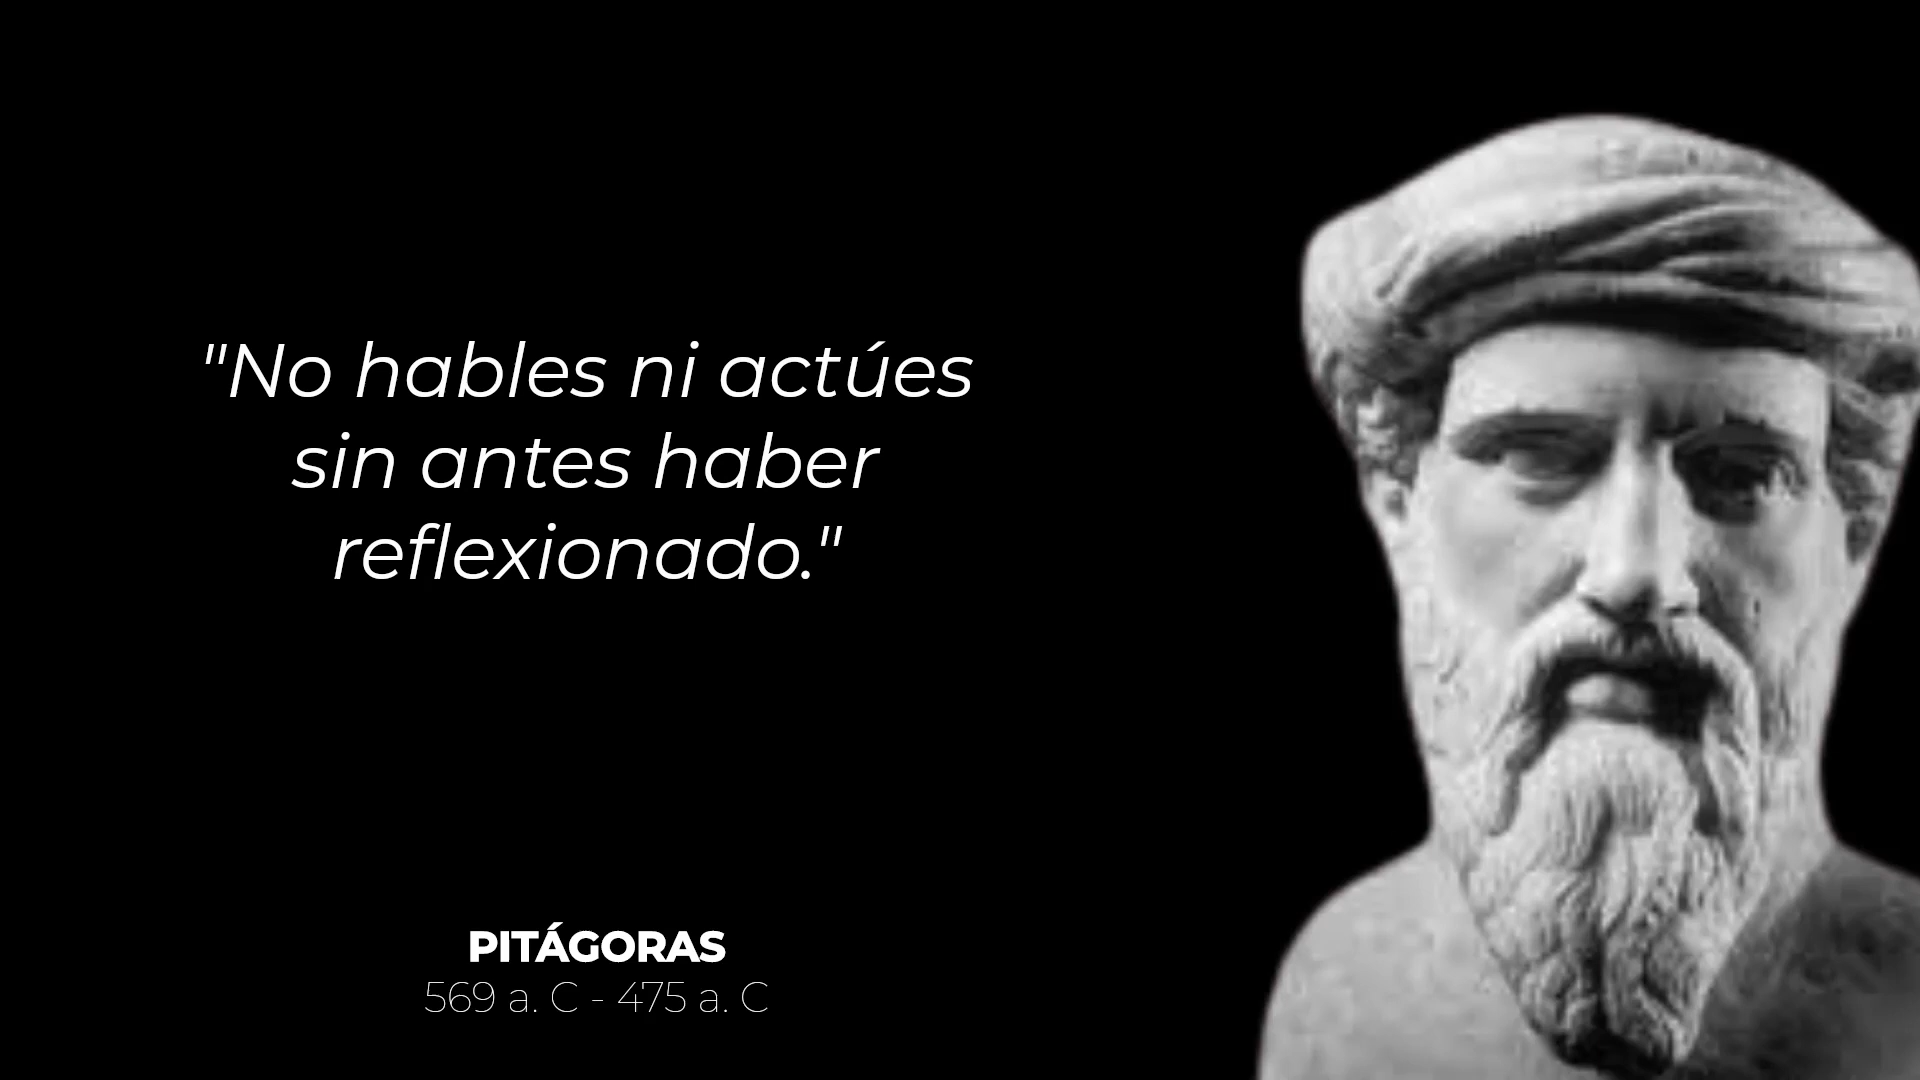 "No hables ni actúes
sin antes haber
reflexionado."
PITÁGORAS
569 a. C - 475 a. C